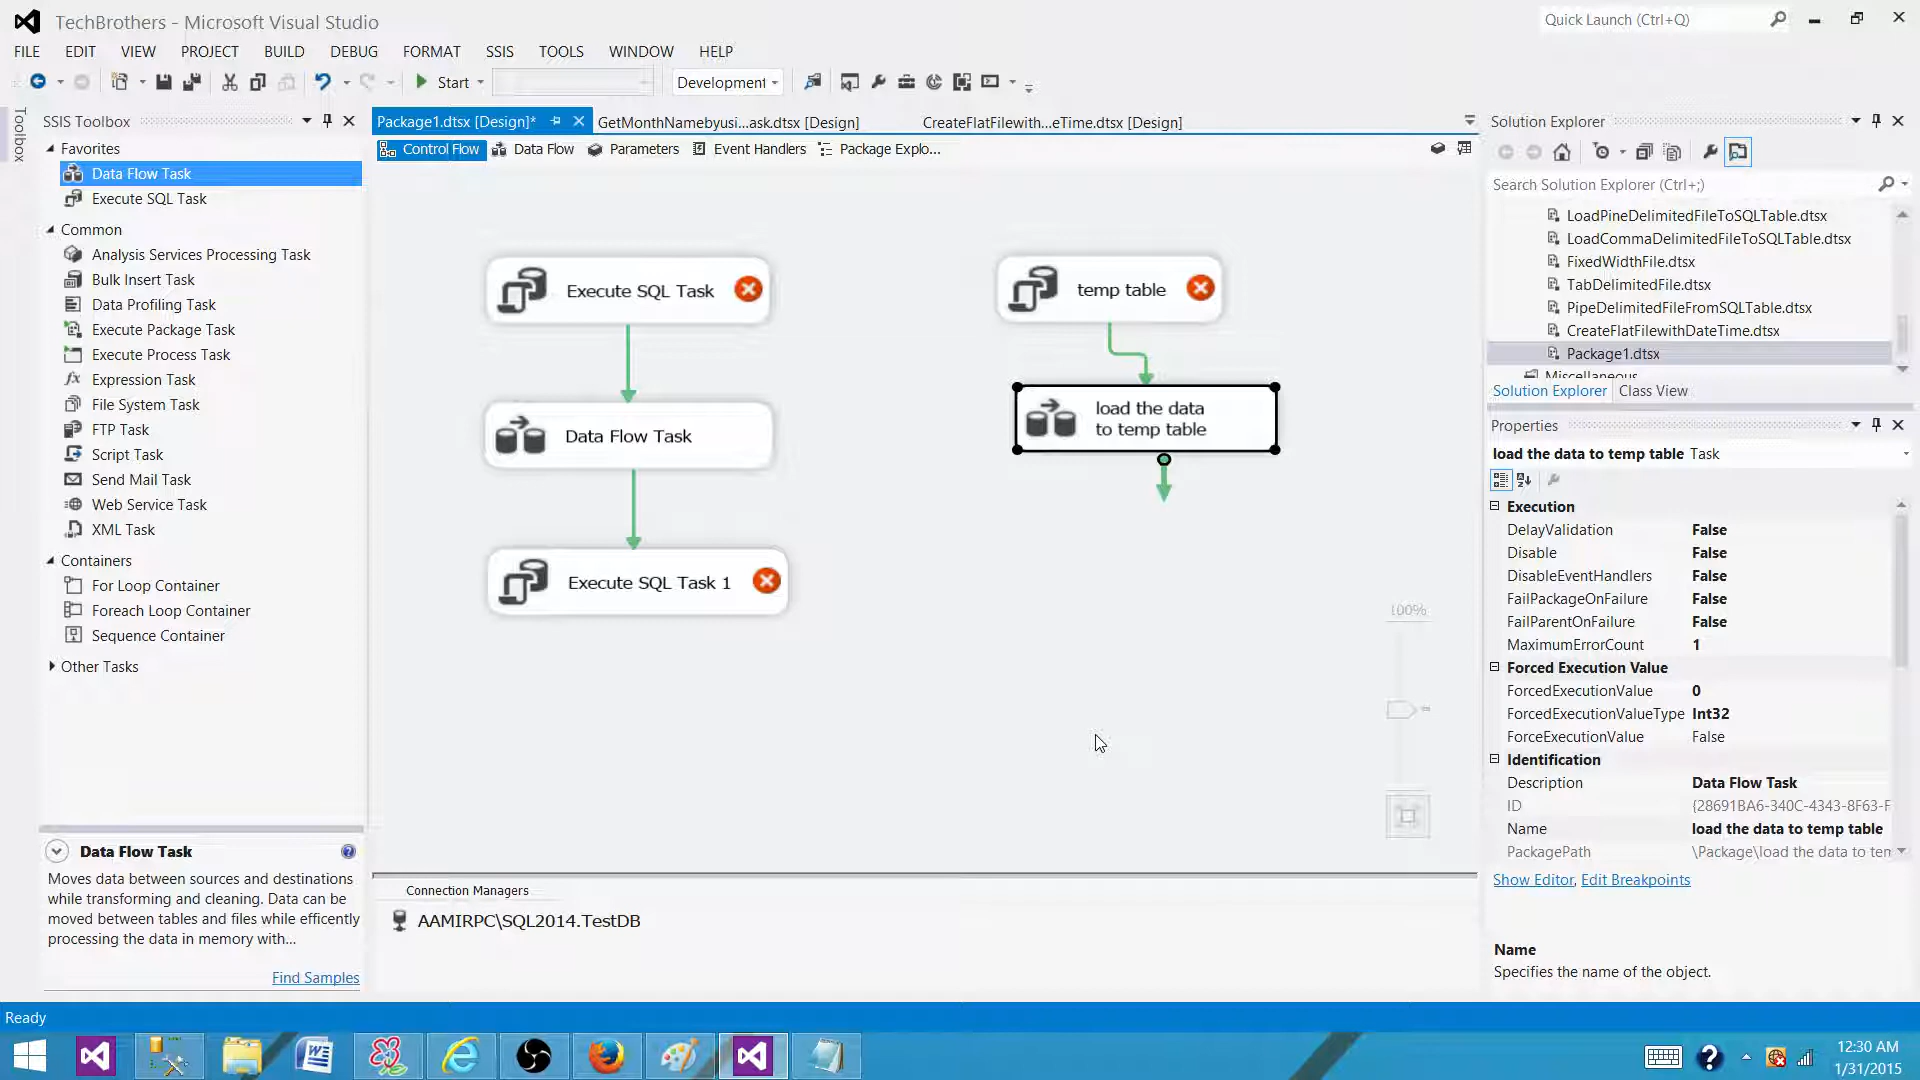 TechBrothers - Microsoft Visual Studio
Quick Launch (Ctrl+Q)
FILE EDIT VIEW PROJECT BUILD DEBUG FORMAT SSIS TOOLS WINDOW HELP
Start
Development
Toolbox
SSIS Toolbox
Favorites
Data Flow Task
Execute SQL Task
Common
Analysis Services Processing Task
Bulk Insert Task
Data Profiling Task
Execute Package Task
Execute Process Task
Expression Task
File System Task
FTP Task
Script Task
Send Mail Task
Web Service Task
XML Task
Containers
For Loop Container
Foreach Loop Container
Sequence Container
Other Tasks
Data Flow Task
Moves data between sources and destinations
while transforming and cleaning. Data can be
moved between tables and files while efficently
processing the data in memory with...
Find Samples
Package1.dtsx [Design]*
GetMonthNamebyusi...ask.dtsx [Design]
CreateFlatFilewith...eTime.dtsx [Design]
Control Flow
Data Flow
Parameters
Event Handlers
Package Explo...
Execute SQL Task
Data Flow Task
Execute SQL Task 1
temp table
load the data
to temp table
100%
Connection Managers
AAMIRPC\SQL2014.TestDB
Solution Explorer
Search Solution Explorer (Ctrl+;)
LoadPineDelimitedFileToSQLTable.dtsx
LoadCommaDelimitedFileToSQLTable.dtsx
FixedWidthFile.dtsx
TabDelimitedFile.dtsx
PipeDelimitedFileFromSQLTable.dtsx
CreateFlatFilewithDateTime.dtsx
Package1.dtsx
Miscellaneous
Solution Explorer Class View
Properties
load the data to temp table Task
Execution
DelayValidation False
Disable False
DisableEventHandlers False
FailPackageOnFailure False
FailParentOnFailure False
MaximumErrorCount 1
Forced Execution Value
ForcedExecutionValue 0
ForcedExecutionValueType Int32
ForceExecutionValue False
Identification
Description Data Flow Task
ID {28691BA6-340C-4343-8F63-F
Name load the data to temp table
PackagePath \Package\load the data to ten
Show Editor, Edit Breakpoints
Name
Specifies the name of the object.
Ready
12:30 AM
1/31/2015